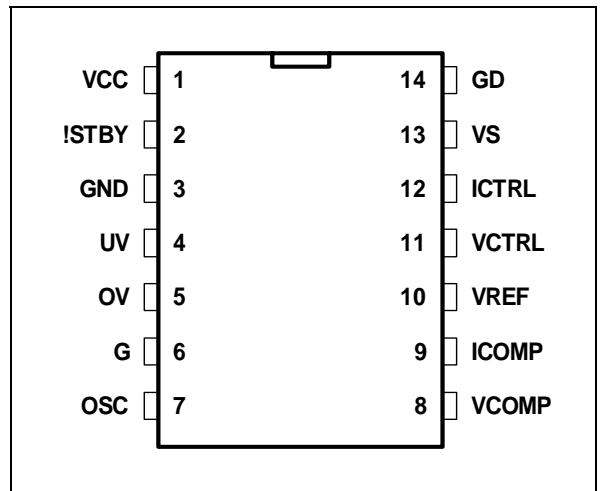 VCC 1 14 GD
!STBY 2 13 VS
GND 3 12 ICTRL
UV 4 11 VCTRL
OV 5 10 VREF
G 6 9 ICOMP
OSC 7 8 VCOMP